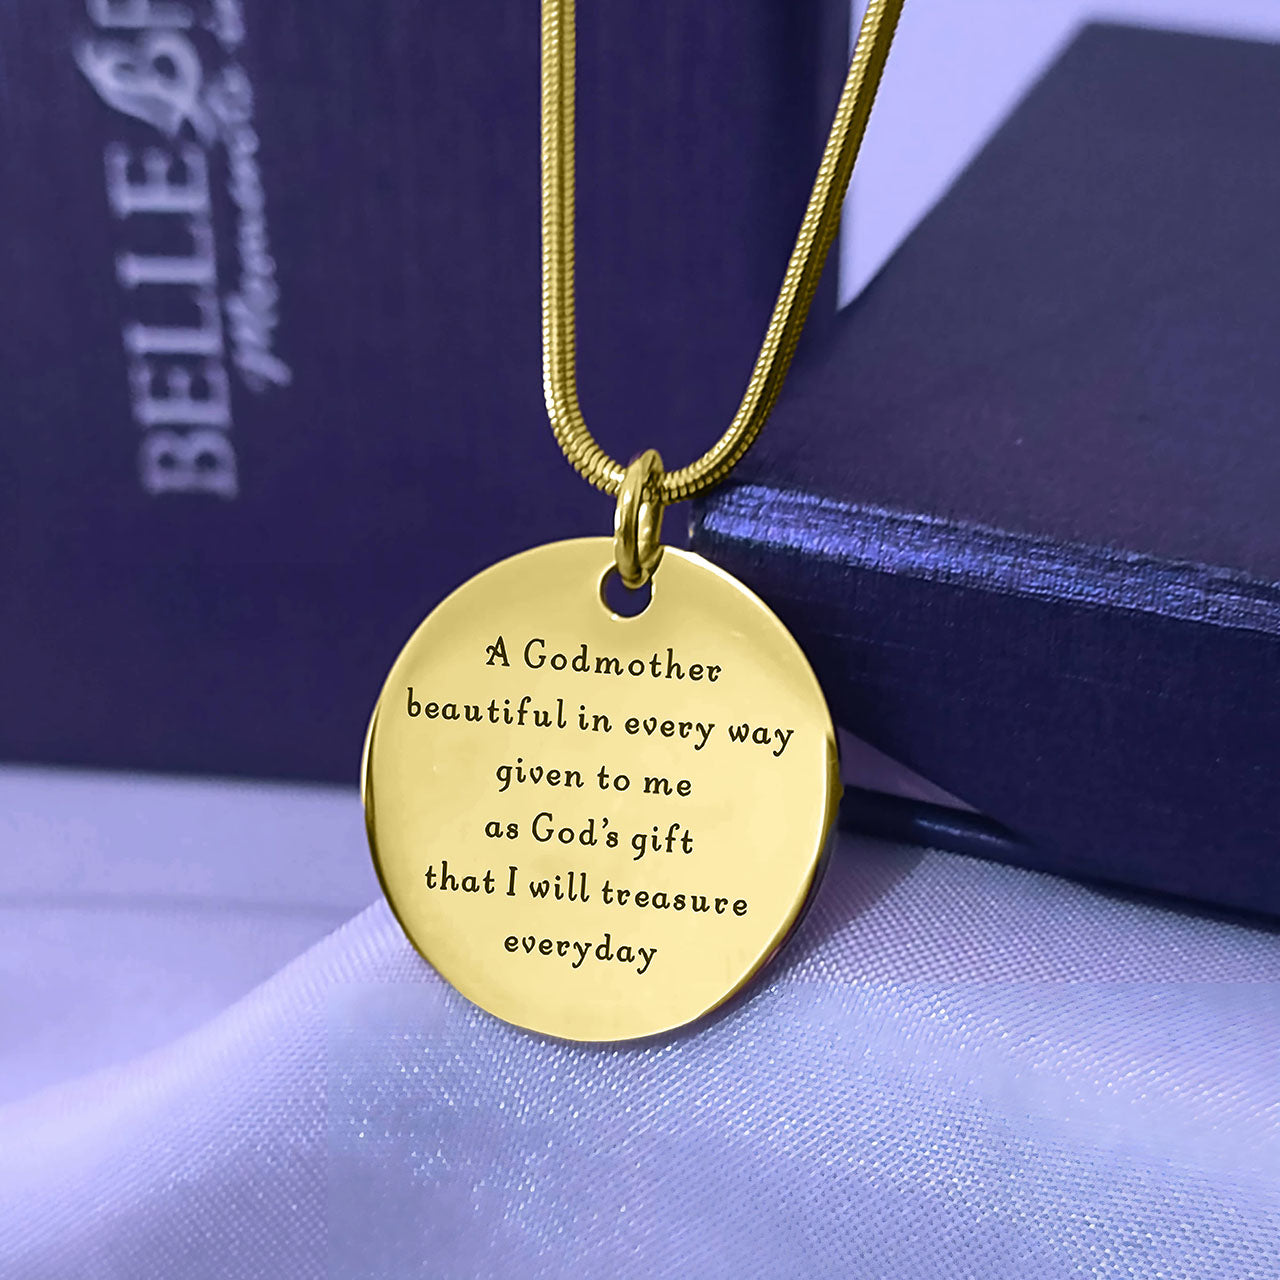 A Godmother
beautiful in every way
given to me
as God's gift
that I will treasure
everyday
BELLE